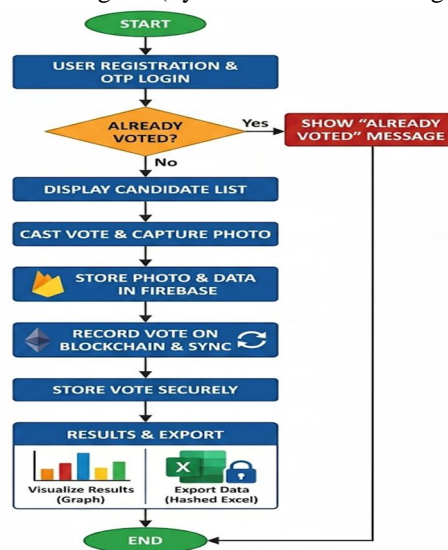 START
USER REGISTRATION &
OTP LOGIN
ALREADY
VOTED?
Yes
SHOW "ALREADY
VOTED" MESSAGE
No
DISPLAY CANDIDATE LIST
CAST VOTE & CAPTURE PHOTO
STORE PHOTO & DATA
IN FIREBASE
RECORD VOTE ON
BLOCKCHAIN & SYNC
STORE VOTE SECURELY
RESULTS & EXPORT
X
Visualize Results
(Graph)
Export Data
(Hashed Excel)
END